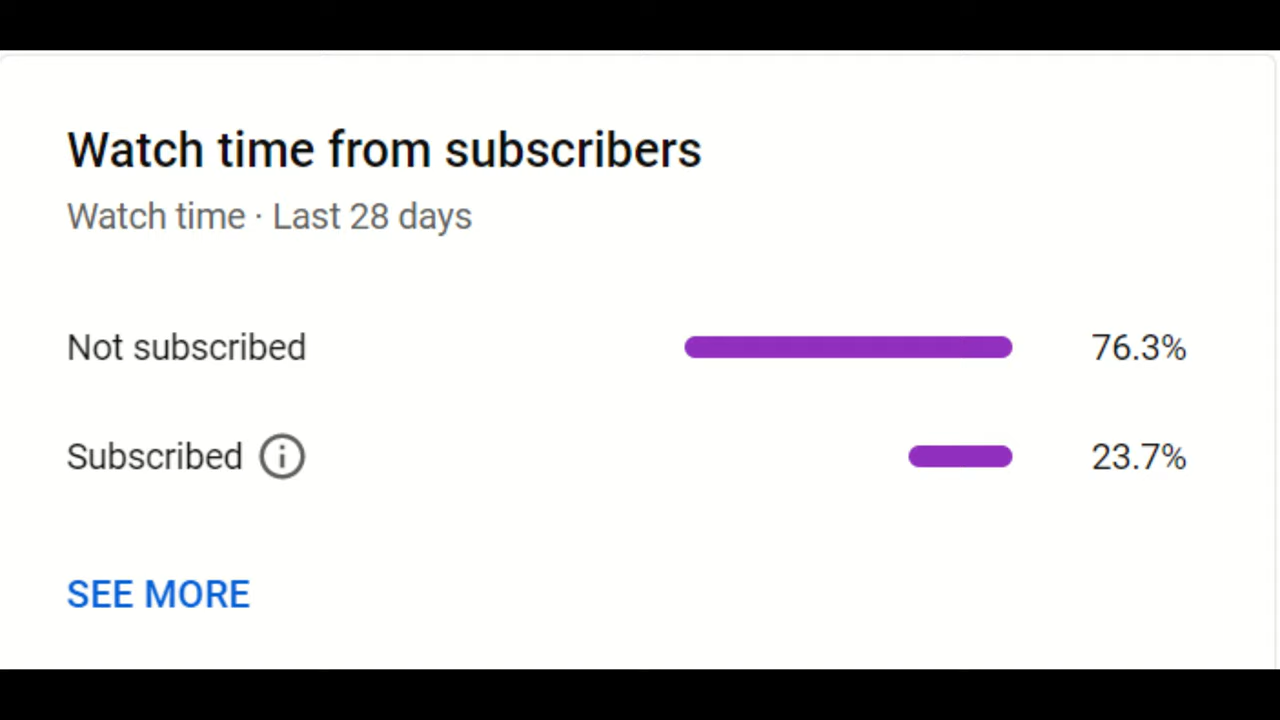 Watch time from subscribers
Watch time · Last 28 days
Not subscribed 76.3%
Subscribed 23.7%
SEE MORE